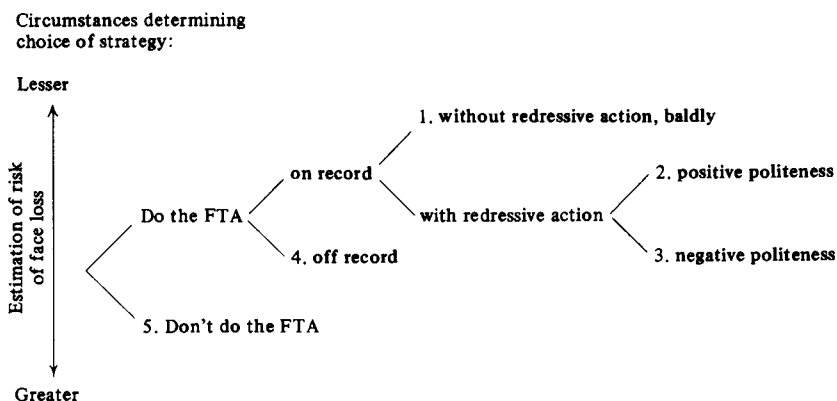 Circumstances determining
choice of strategy:
Lesser
1. without redressive action, baldly
on record
2. positive politeness
Do the FTA
with redressive action
4. off record
3. negative politeness
Estimation of risk
of face loss
5. Don't do the FTA
Greater